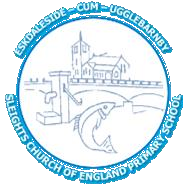 ESKDALESIDE - CUM - UGGLEBARNBY
SLEIGHTS CHURCH OF ENGLAND PRIMARY SCHOOL